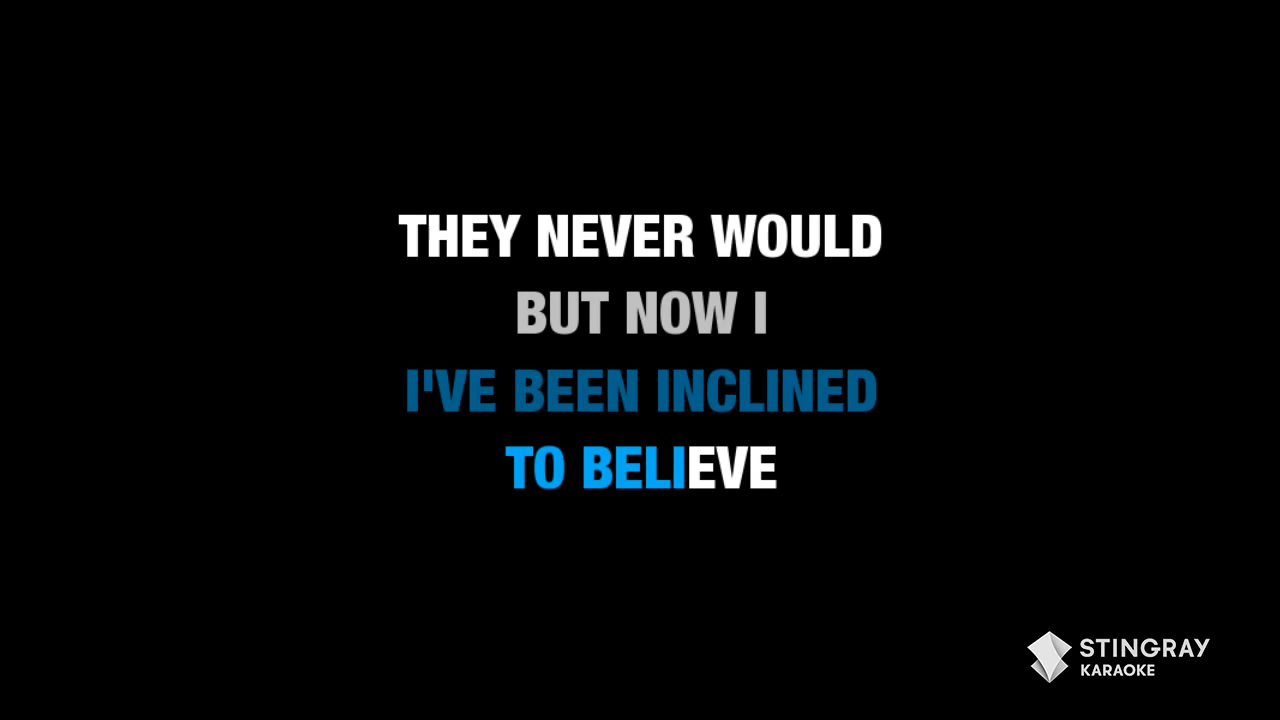 THEY NEVER WOULD
BUT NOW I
I'VE BEEN INCLINED
TO BELIEVE
STINGRAY
KARAOKE